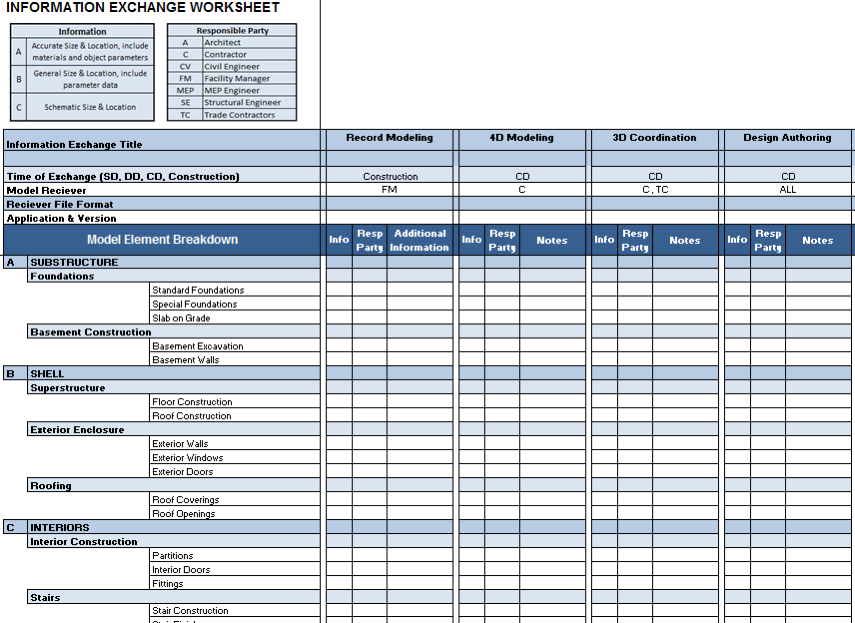 INFORMATION EXCHANGE WORKSHEET
Information
A Accurate Size & Location, include
materials and object parameters
B General Size & Location, include
parameter data
C Schematic Size & Location
Responsible Party
A Architect
C Contractor
CV Civil Engineer
FM Facility Manager
MEP MEP Engineer
SE Structural Engineer
TC Trade Contractors
Information Exchange Title Record Modeling 4D Modeling 3D Coordination Design Authoring
Time of Exchange (SD, DD, CD, Construction) Construction CD CD CD
Model Reciever FM C C , TC ALL
Reciever File Format
Application & Version
Model Element Breakdown Info Resp Party Additional Information Info Resp Party Notes Info Resp Party Notes Info Resp Party Notes
A SUBSTRUCTURE
Foundations
Standard Foundations
Special Foundations
Slab on Grade
Basement Construction
Basement Excavation
Basement Walls
B SHELL
Superstructure
Floor Construction
Roof Construction
Exterior Enclosure
Exterior Walls
Exterior Windows
Exterior Doors
Roofing
Roof Coverings
Roof Openings
C INTERIORS
Interior Construction
Partitions
Interior Doors
Fittings
Stairs
Stair Construction